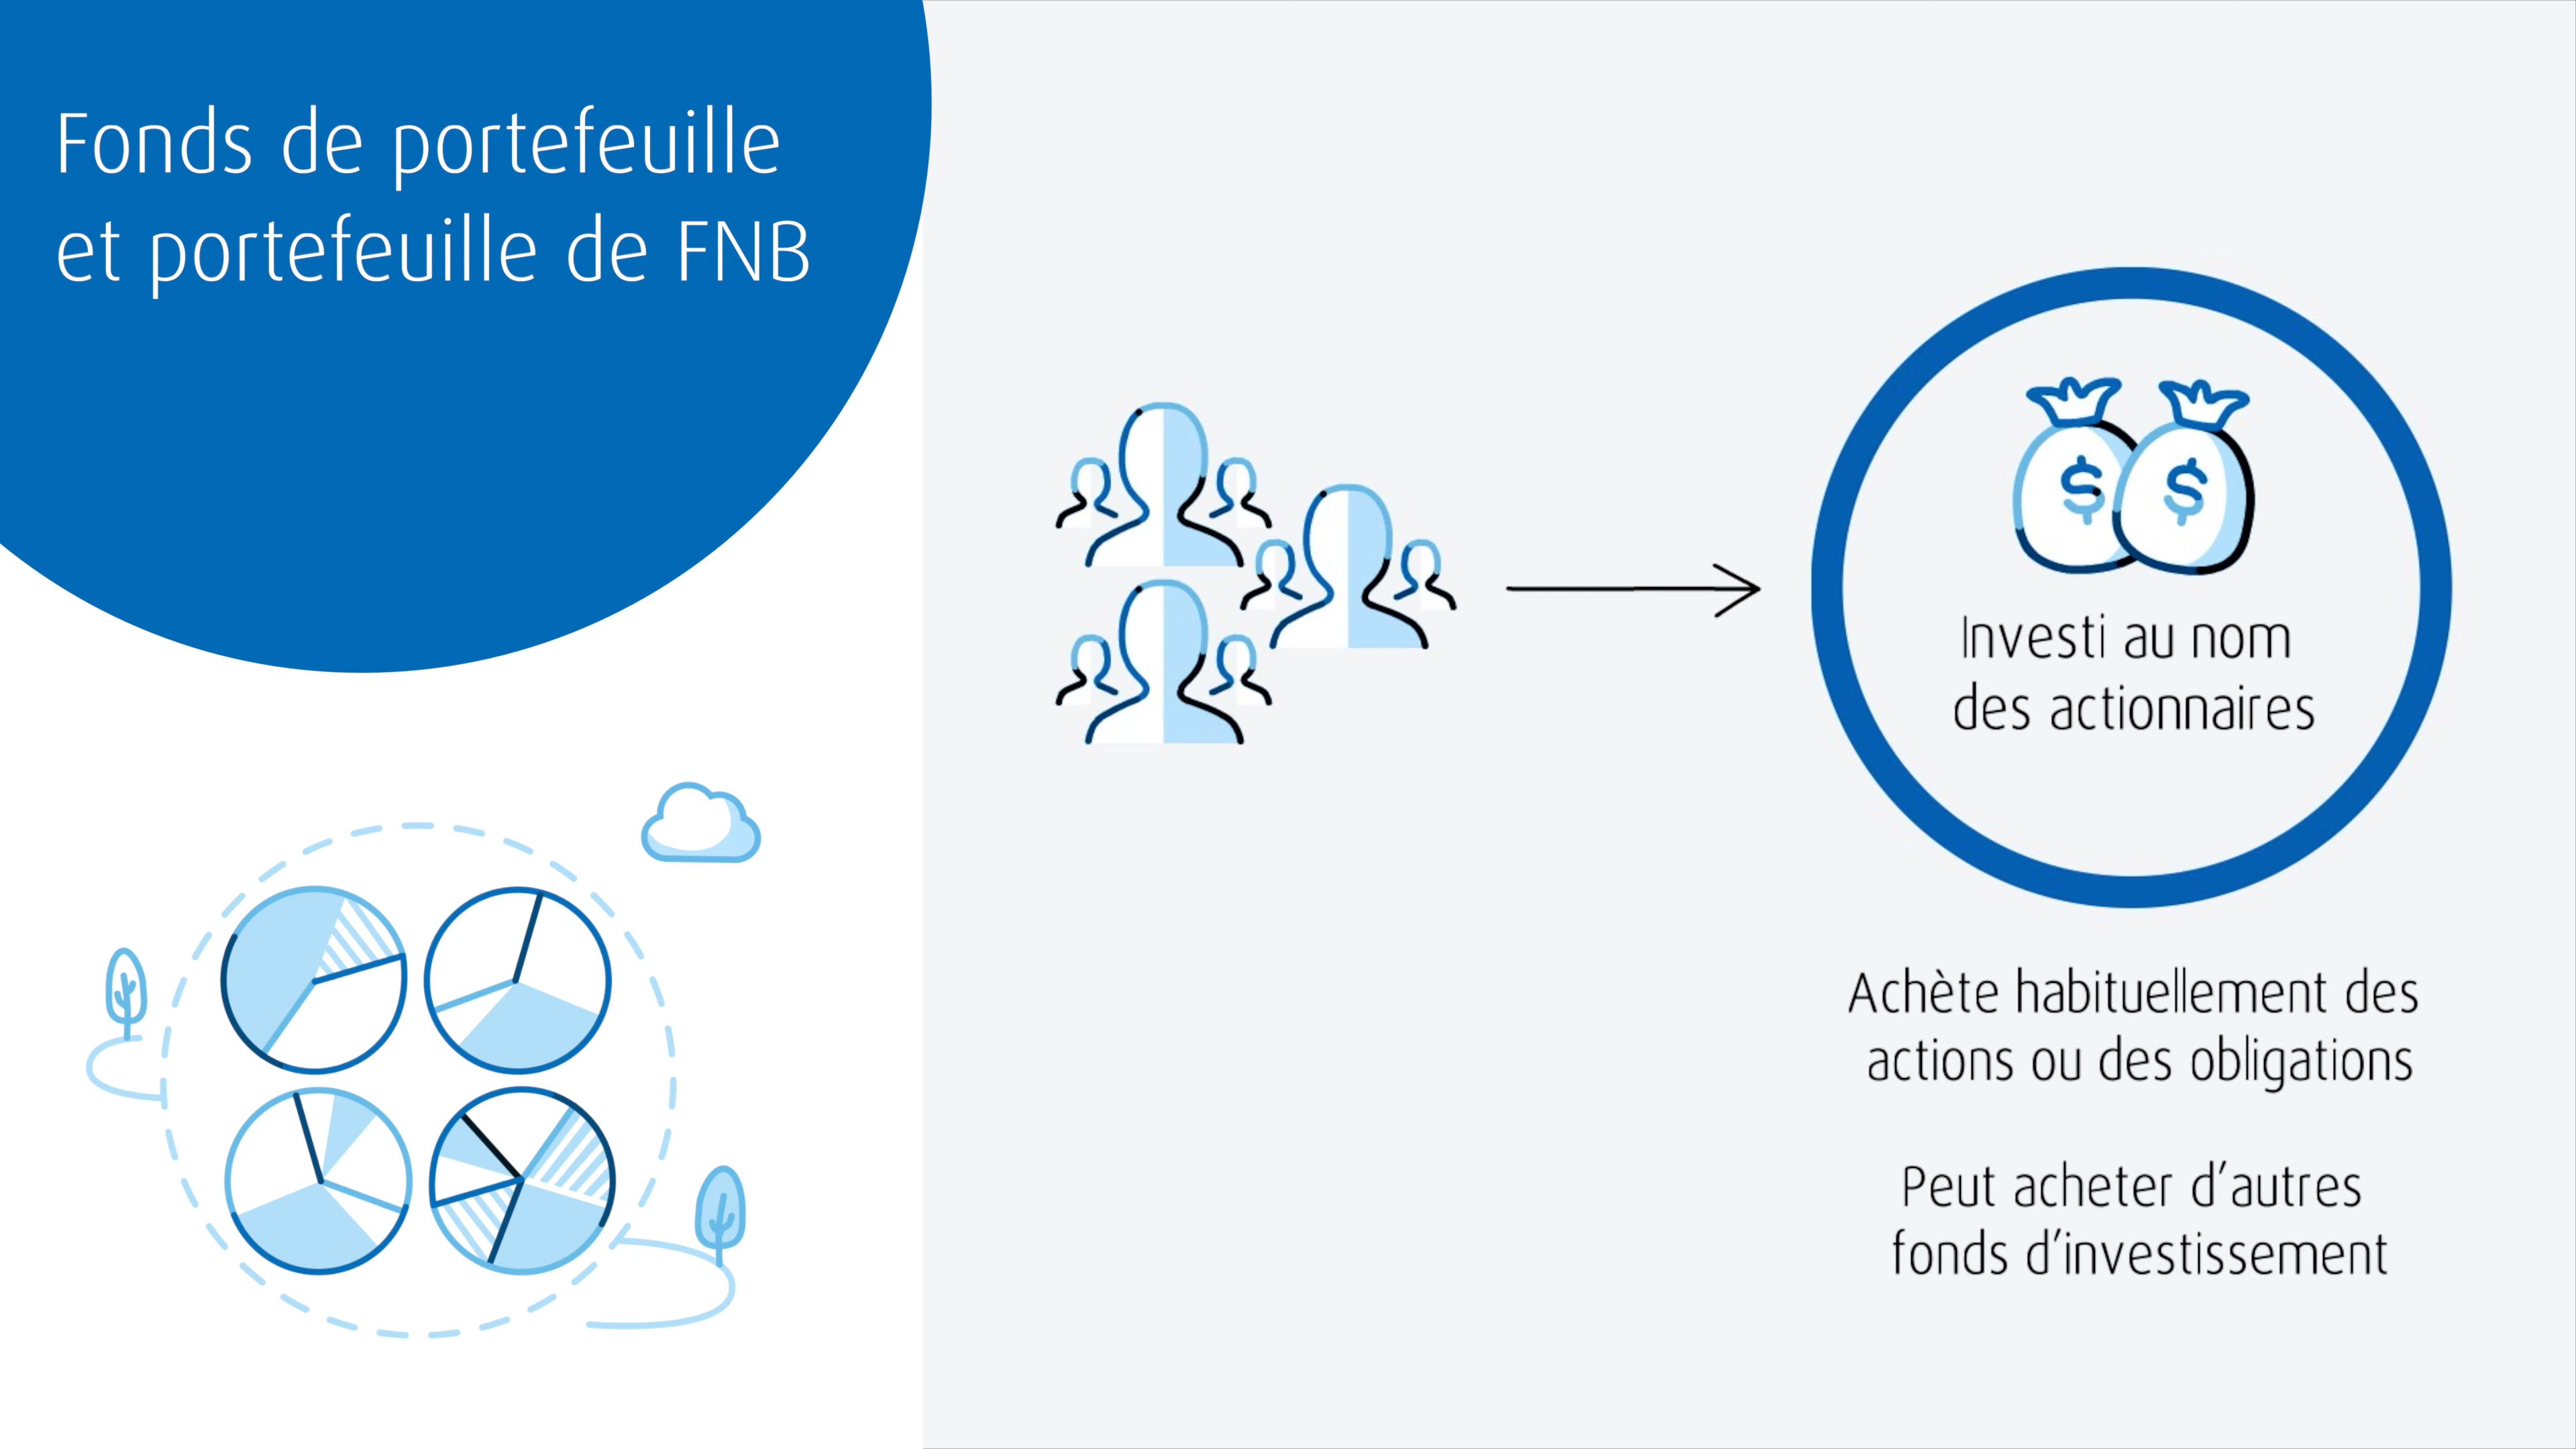 Fonds de portefeuille
et portefeuille de FNB
$ $
Investi au nom
des actionnaires
Achète habituellement des
actions ou des obligations
Peut acheter d’autres
fonds d’investissement